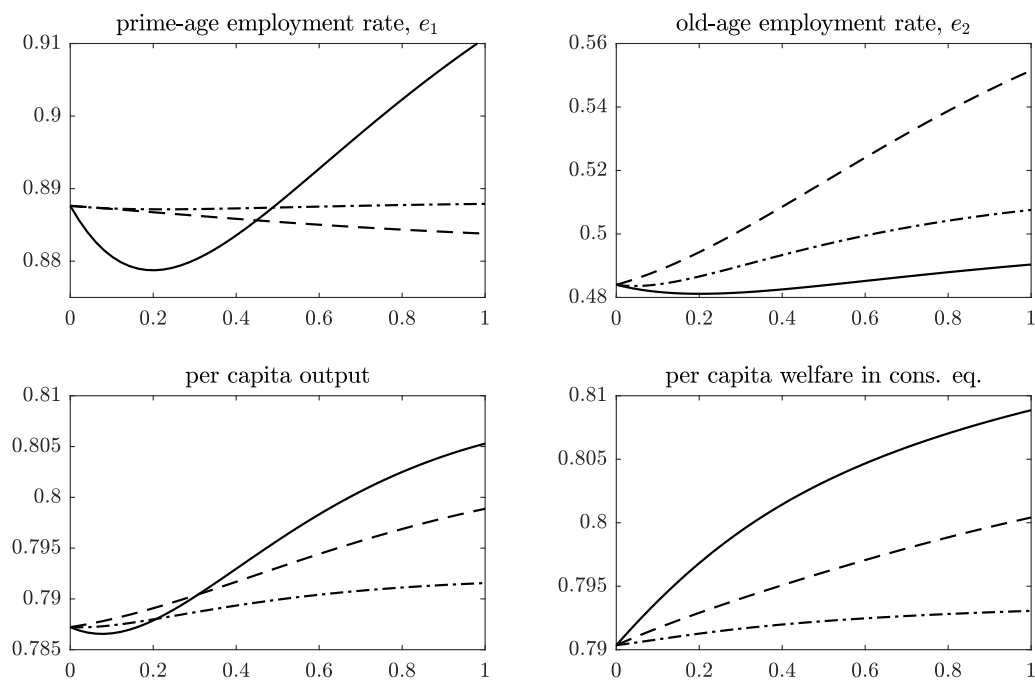 prime-age employment rate, e₁
0.91
0.9
0.89
0.88
0 0.2 0.4 0.6 0.8 1
old-age employment rate, e₂
0.56
0.54
0.52
0.5
0.48
0 0.2 0.4 0.6 0.8 1
per capita output
0.81
0.805
0.8
0.795
0.79
0.785
0 0.2 0.4 0.6 0.8 1
per capita welfare in cons. eq.
0.81
0.805
0.8
0.795
0.79
0 0.2 0.4 0.6 0.8 1